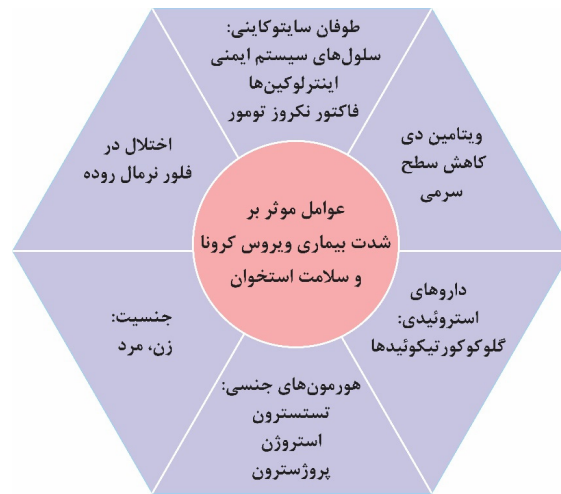 طوفان سایتوکاینی:
سلول‌های سیستم ایمنی
اینترلوکین‌ها
فاکتور نکروز تومور
ویتامین دی
کاهش سطح
سرمی
داروهای
استروئیدی:
گلوکوکورتیکوئیدها
هورمون‌های جنسی:
تستسترون
استروژن
پروژسترون
جنسیت:
زن، مرد
اختلال در
فلور نرمال روده
عوامل موثر بر
شدت بیماری ویروس کرونا
و سلامت استخوان